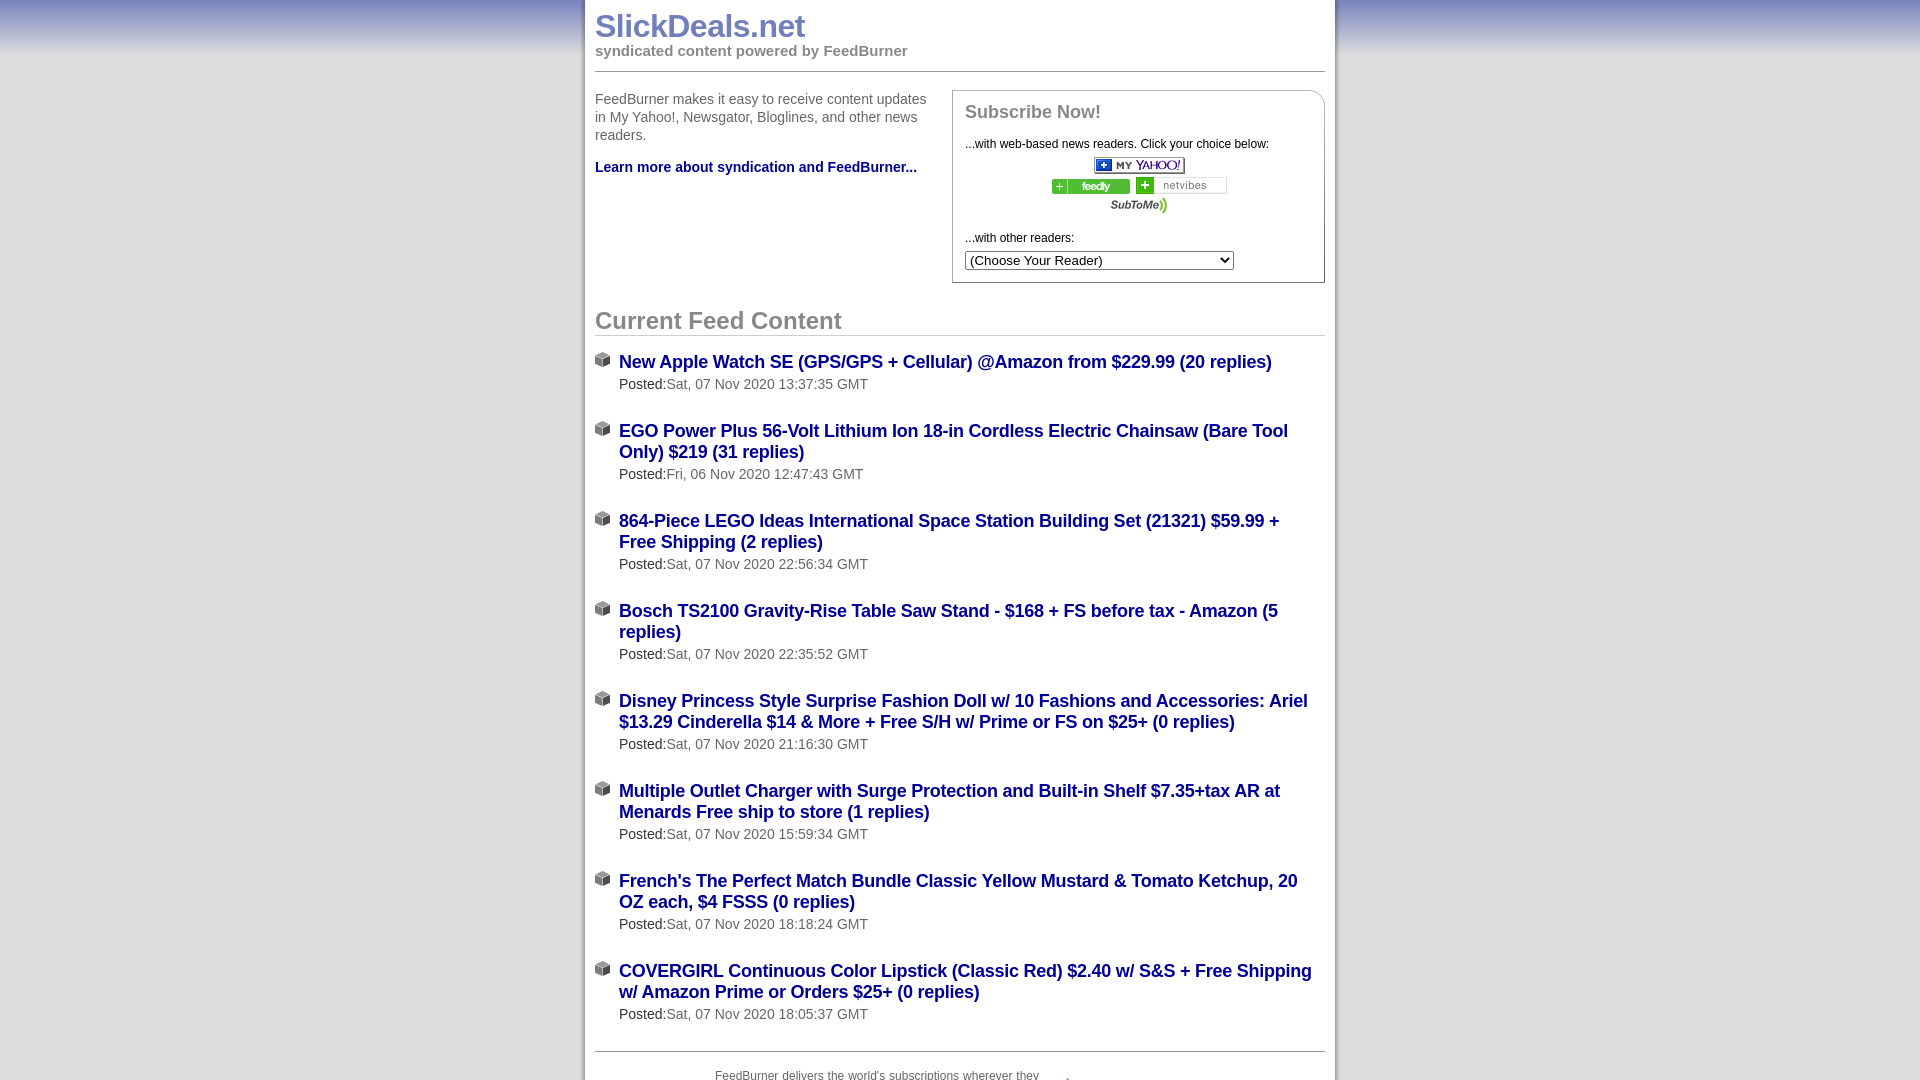 SlickDeals.net
syndicated content powered by FeedBurner
FeedBurner makes it easy to receive content updates
in My Yahoo!, Newsgator, Bloglines, and other news
readers.
Learn more about syndication and FeedBurner...
Subscribe Now!
...with web-based news readers. Click your choice below:
MY YAHOO!
feedly
netvibes
SubToMe
...with other readers:
(Choose Your Reader)
Current Feed Content
New Apple Watch SE (GPS/GPS + Cellular) @Amazon from $229.99 (20 replies)
Posted:Sat, 07 Nov 2020 13:37:35 GMT
EGO Power Plus 56-Volt Lithium Ion 18-in Cordless Electric Chainsaw (Bare Tool
Only) $219 (31 replies)
Posted:Fri, 06 Nov 2020 12:47:43 GMT
864-Piece LEGO Ideas International Space Station Building Set (21321) $59.99 +
Free Shipping (2 replies)
Posted:Sat, 07 Nov 2020 22:56:34 GMT
Bosch TS2100 Gravity-Rise Table Saw Stand - $168 + FS before tax - Amazon (5
replies)
Posted:Sat, 07 Nov 2020 22:35:52 GMT
Disney Princess Style Surprise Fashion Doll w/ 10 Fashions and Accessories: Ariel
$13.29 Cinderella $14 & More + Free S/H w/ Prime or FS on $25+ (0 replies)
Posted:Sat, 07 Nov 2020 21:16:30 GMT
Multiple Outlet Charger with Surge Protection and Built-in Shelf $7.35+tax AR at
Menards Free ship to store (1 replies)
Posted:Sat, 07 Nov 2020 15:59:34 GMT
French's The Perfect Match Bundle Classic Yellow Mustard & Tomato Ketchup, 20
OZ each, $4 FSSS (0 replies)
Posted:Sat, 07 Nov 2020 18:18:24 GMT
COVERGIRL Continuous Color Lipstick (Classic Red) $2.40 w/ S&S + Free Shipping
w/ Amazon Prime or Orders $25+ (0 replies)
Posted:Sat, 07 Nov 2020 18:05:37 GMT
FeedBurner delivers the world's subscriptions wherever they